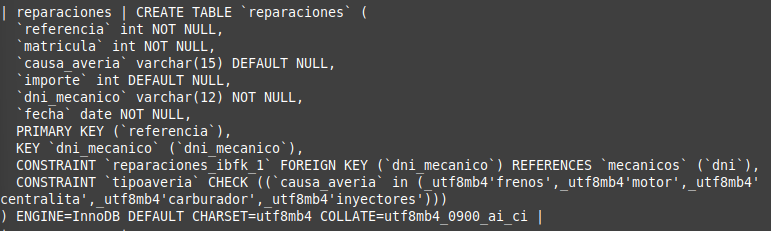 | reparaciones | CREATE TABLE `reparaciones` (
  `referencia` int NOT NULL,
  `matricula` int NOT NULL,
  `causa_averia` varchar(15) DEFAULT NULL,
  `importe` int DEFAULT NULL,
  `dni_mecanico` varchar(12) NOT NULL,
  `fecha` date NOT NULL,
  PRIMARY KEY (`referencia`),
  KEY `dni_mecanico` (`dni_mecanico`),
  CONSTRAINT `reparaciones_ibfk_1` FOREIGN KEY (`dni_mecanico`) REFERENCES `mecanicos` (`dni`),
  CONSTRAINT `tipoaveria` CHECK ((`causa_averia` in (_utf8mb4'frenos',_utf8mb4'motor',_utf8mb4'
centralita',_utf8mb4'carburador',_utf8mb4'inyectores')))
) ENGINE=InnoDB DEFAULT CHARSET=utf8mb4 COLLATE=utf8mb4_0900_ai_ci |